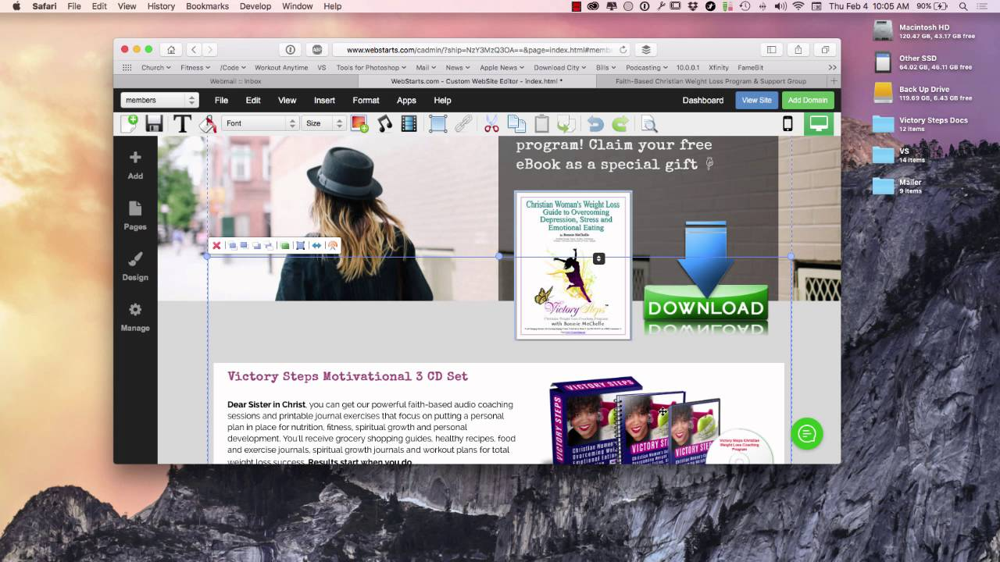 Safari File Edit View History Bookmarks Develop Window Help
Thu Feb 4 10:05 AM 90%
Macintosh HD
120.47 GB, 43.17 GB free
Other SSD
64.02 GB, 46.11 GB free
Back Up Drive
119.69 GB, 6.43 GB free
Victory Steps Docs
12 items
VS
14 items
Mailer
9 items
www.webstarts.com/cadmin/?ship=NzY3MzQ3OA==&page=index.html#memb
ABP
Church Fitness /Code Workout Anytime VS Tools for Photoshop Mail News Apple News Download City Bills Podcasting 10.0.0.1 Xfinity FameBit
Webmail :: Inbox
WebStarts.com - Custom WebSite Editor - index.html *
Faith-Based Christian Weight Loss Program & Support Group
members File Edit View Insert Format Apps Help Dashboard View Site Add Domain
Font Size
Add
Pages
Design
Manage
program! Claim your free
eBook as a special gift
Christian Woman's Weight Loss
Guide to Overcoming
Depression, Stress and
Emotional Eating
by Bonnie McChelle
Victory Steps
Christian Weight Loss Coaching Program
with Bonnie McChelle
DOWNLOAD
Victory Steps Motivational 3 CD Set
Dear Sister in Christ, you can get our powerful faith-based audio coaching
sessions and printable journal exercises that focus on putting a personal
plan in place for nutrition, fitness, spiritual growth and personal
development. You'll receive grocery shopping guides, healthy recipes, food
and exercise journals, spiritual growth journals and workout plans for total
weight loss success. Results start when you do.
VICTORY STEPS
VICTORY STEPS
Victory Steps Christian
Weight Loss Coaching
Program